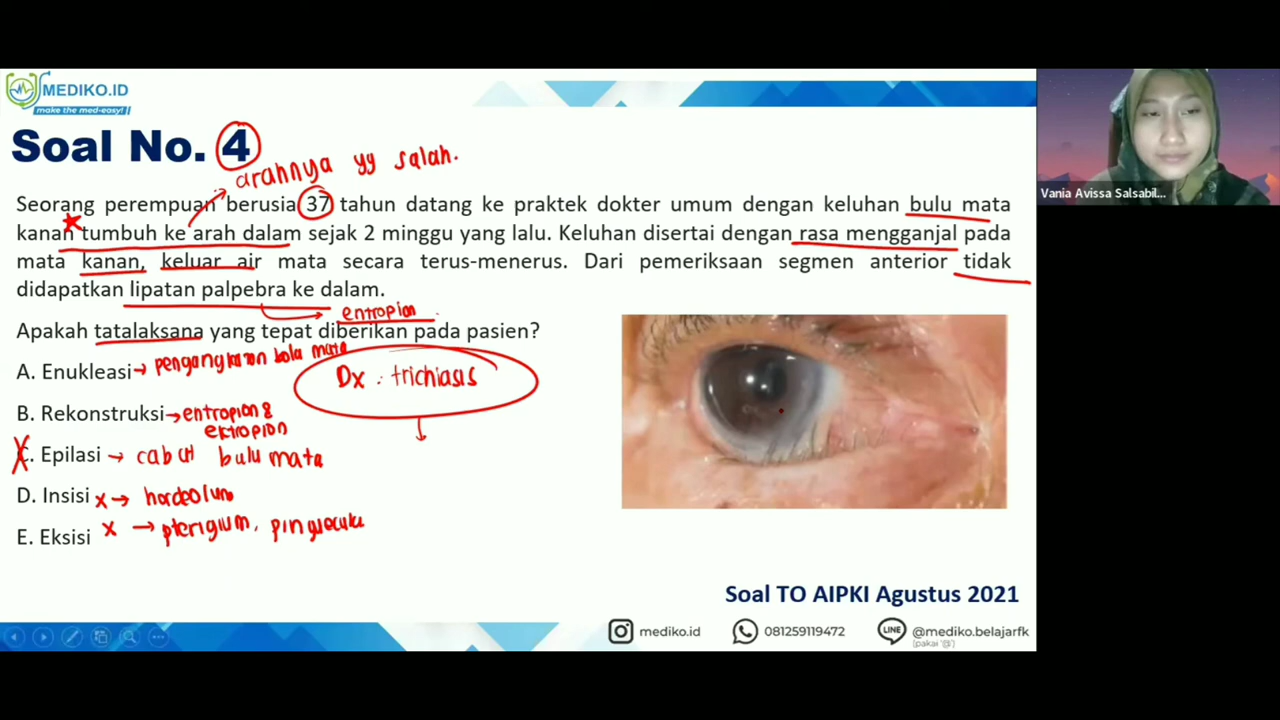 MEDIKO.ID
make the med-easy!
Soal No. 4
arahnya yg salah.
Seorang perempuan berusia 37 tahun datang ke praktek dokter umum dengan keluhan bulu mata
kanan tumbuh ke arah dalam sejak 2 minggu yang lalu. Keluhan disertai dengan rasa mengganjal pada
mata kanan, keluar air mata secara terus-menerus. Dari pemeriksaan segmen anterior tidak
didapatkan lipatan palpebra ke dalam.
entropion
Apakah tatalaksana yang tepat diberikan pada pasien?
A. Enukleasi → pengangkatan bola mata
Dx : trichiasis
B. Rekonstruksi → entropion &
ektropion
C. Epilasi → cabut bulu mata
D. Insisi x → hordeolum
E. Eksisi x → pterigium, pinguecula
Soal TO AIPKI Agustus 2021
mediko.id
081259119472
@mediko.belajarfk
(pakai '@')
Vania Avissa Salsabil...